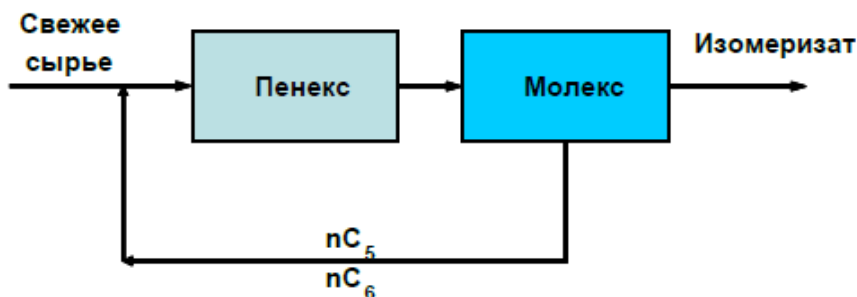 Свежее
сырье
Пенекс
Молекс
Изомеризат
nC5
nC6